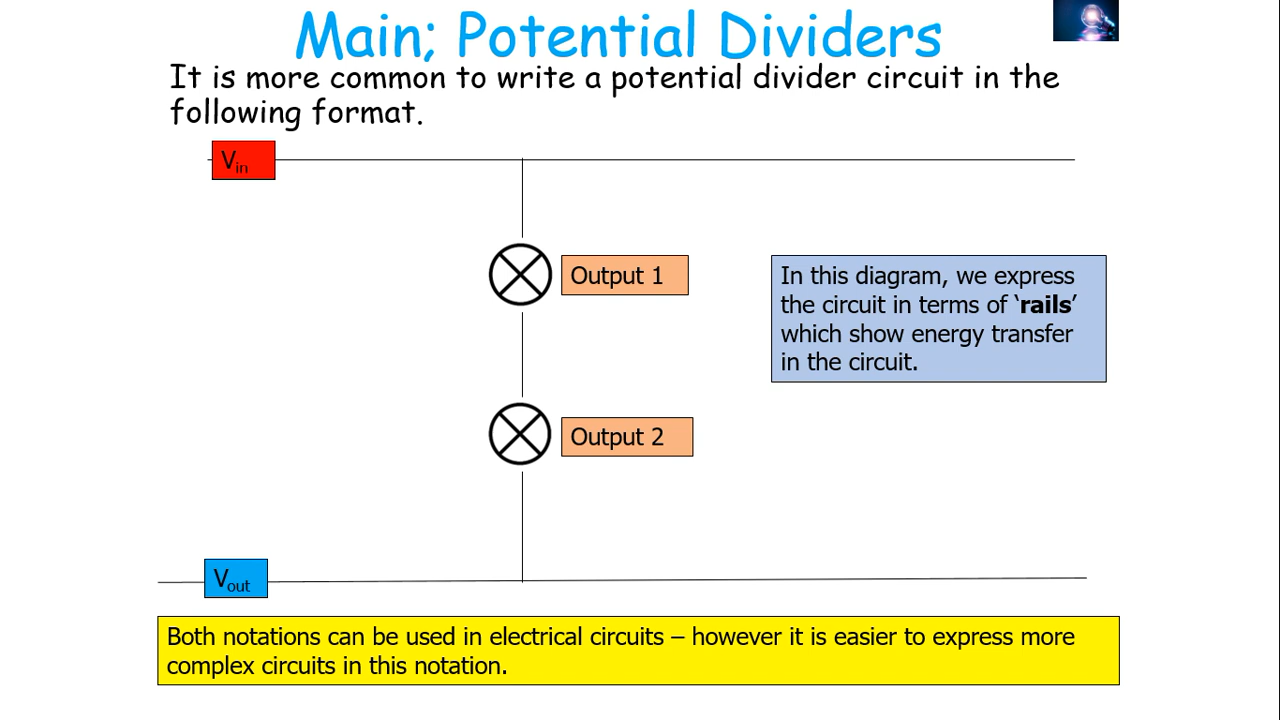 Main; Potential Dividers
It is more common to write a potential divider circuit in the
following format.
Vin
Output 1
In this diagram, we express
the circuit in terms of ‘rails’
which show energy transfer
in the circuit.
Output 2
Vout
Both notations can be used in electrical circuits – however it is easier to express more
complex circuits in this notation.